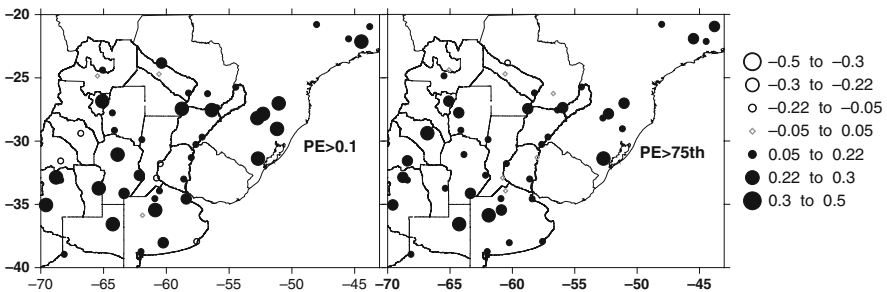 −20
−25
−30
−35
−40
PE>0.1
PE>75th
−70 −65 −60 −55 −50 −45 −70 −65 −60 −55 −50 −45
−0.5 to −0.3
−0.3 to −0.22
−0.22 to −0.05
−0.05 to 0.05
0.05 to 0.22
0.22 to 0.3
0.3 to 0.5